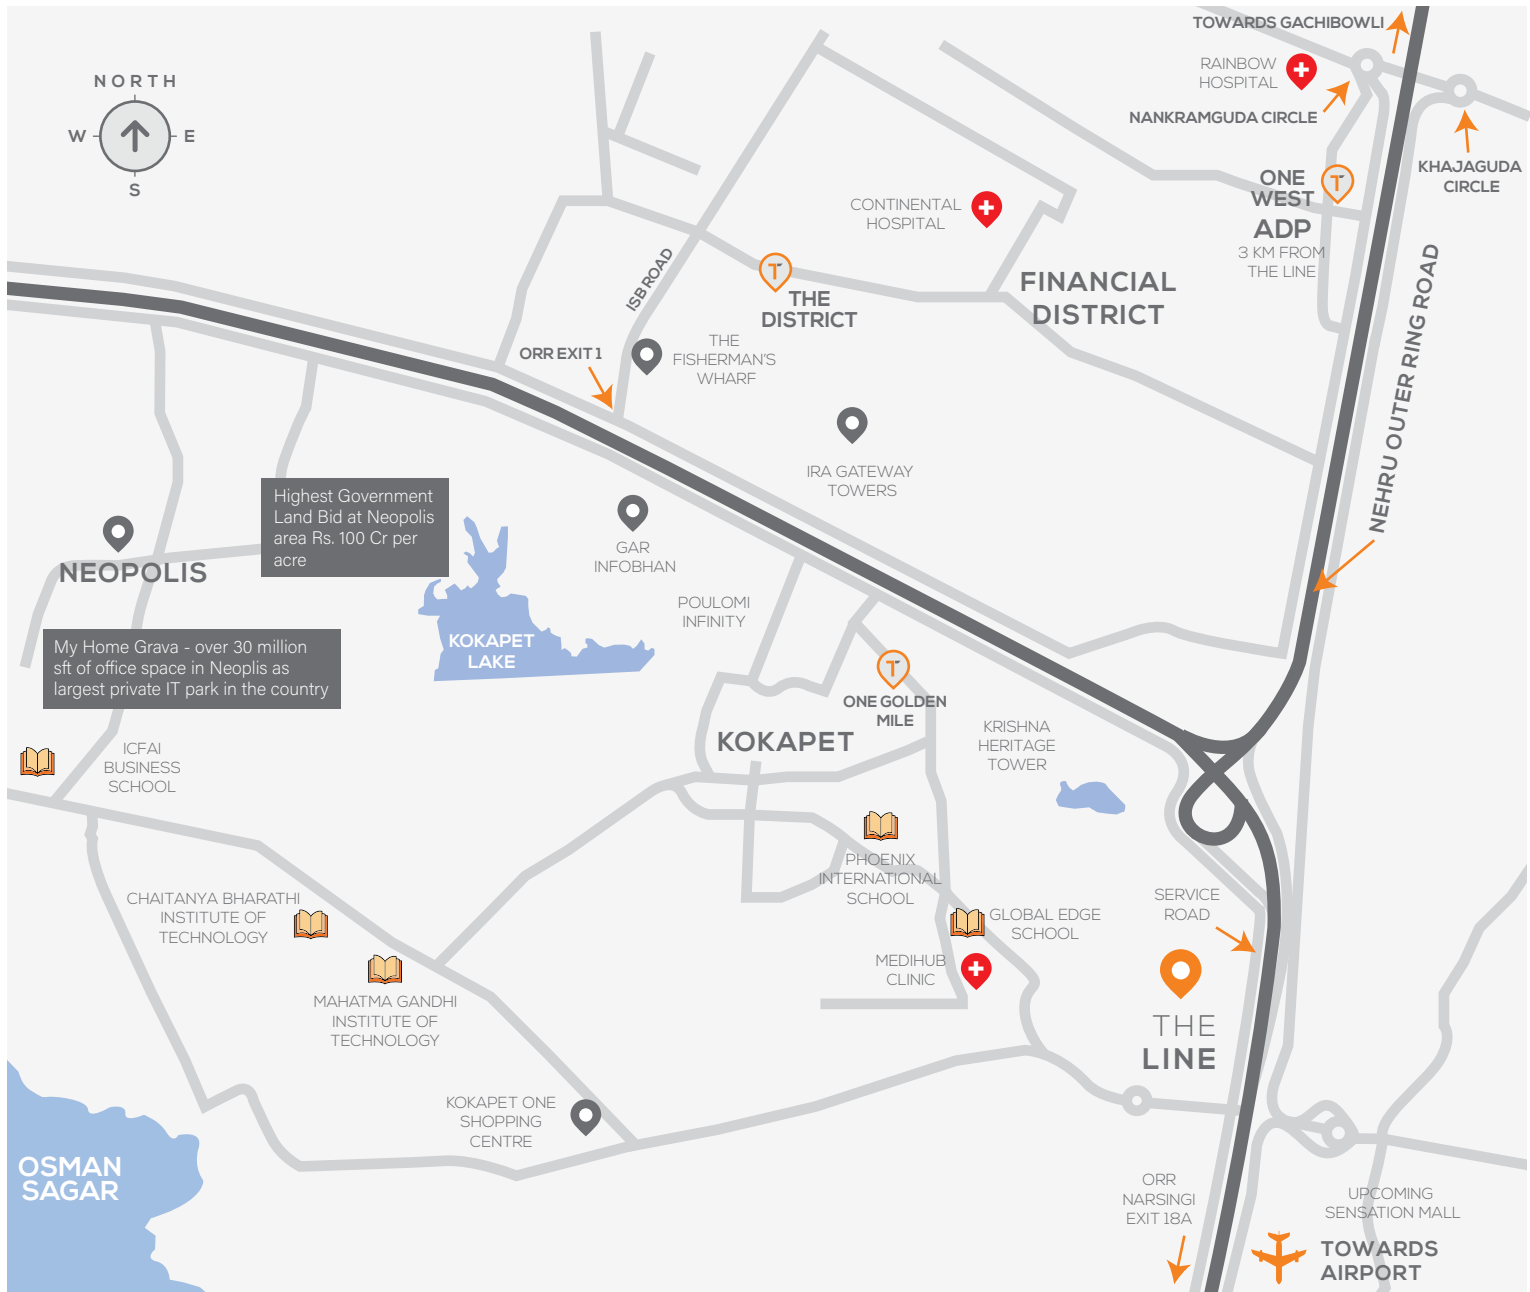 TOWARDS GACHIBOWLI
RAINBOW
HOSPITAL
NANKRAMGUDA CIRCLE
KHAJAGUDA
CIRCLE
NORTH
W
E
S
ONE
WEST
ADP
3 KM FROM
THE LINE
CONTINENTAL
HOSPITAL
ISB ROAD
T
THE
DISTRICT
T
FINANCIAL
DISTRICT
NEHRU OUTER RING ROAD
ORR EXIT 1
THE
FISHERMAN'S
WHARF
IRA GATEWAY
TOWERS
Highest Government
Land Bid at Neopolis
area Rs. 100 Cr per
acre
GAR
INFOBHAN
NEOPOLIS
POULOMI
INFINITY
KOKAPET
LAKE
My Home Grava - over 30 million
sft of office space in Neoplis as
largest private IT park in the country
T
ONE GOLDEN
MILE
KOKAPET
KRISHNA
HERITAGE
TOWER
ICFAI
BUSINESS
SCHOOL
PHOENIX
INTERNATIONAL
SCHOOL
CHAITANYA BHARATHI
INSTITUTE OF
TECHNOLOGY
GLOBAL EDGE
SCHOOL
SERVICE
ROAD
MEDIHUB
CLINIC
MAHATMA GANDHI
INSTITUTE OF
TECHNOLOGY
THE
LINE
KOKAPET ONE
SHOPPING
CENTRE
OSMAN
SAGAR
ORR
NARSINGI
EXIT 18A
UPCOMING
SENSATION MALL
TOWARDS
AIRPORT